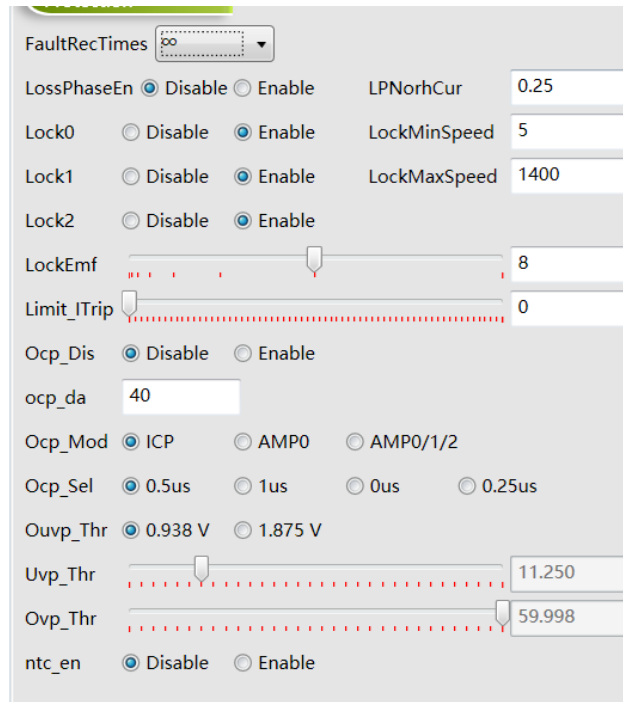 Protection
FaultRecTimes ∞
LossPhaseEn Disable Enable LPNorhCur 0.25
Lock0 Disable Enable LockMinSpeed 5
Lock1 Disable Enable LockMaxSpeed 1400
Lock2 Disable Enable
LockEmf 8
Limit_ITrip 0
Ocp_Dis Disable Enable
ocp_da 40
Ocp_Mod ICP AMP0 AMP0/1/2
Ocp_Sel 0.5us 1us 0us 0.25us
Ouvp_Thr 0.938 V 1.875 V
Uvp_Thr 11.250
Ovp_Thr 59.998
ntc_en Disable Enable